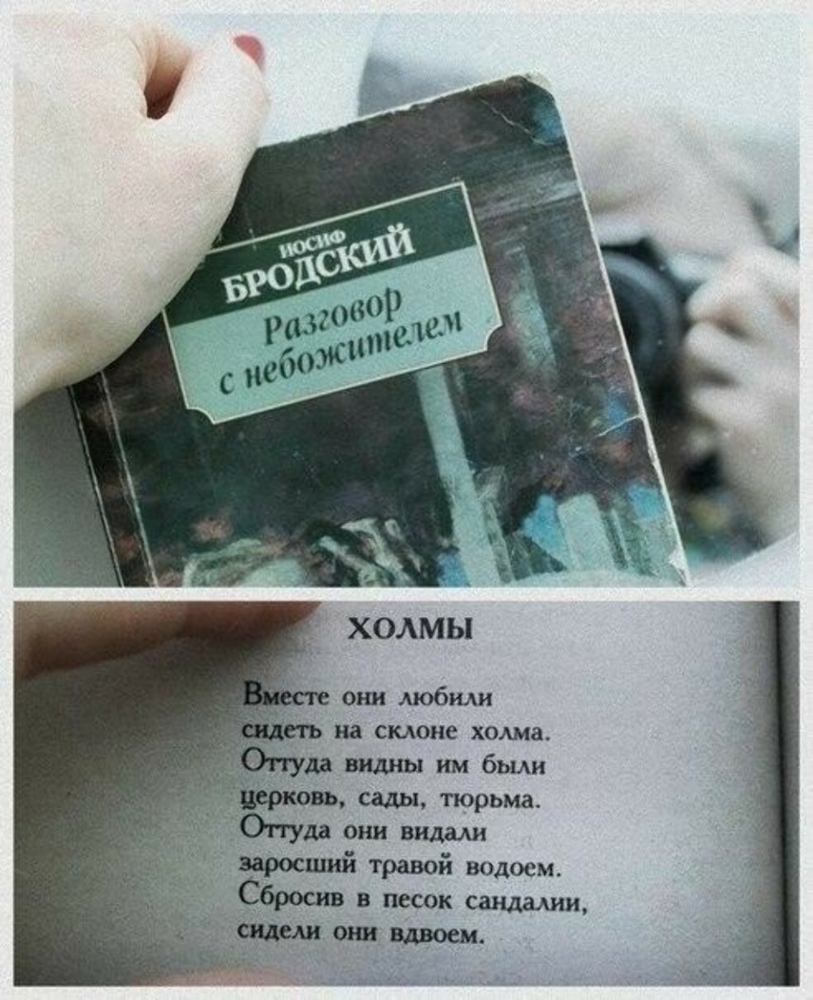 ИОСИФ
БРОДСКИЙ
Разговор
с небожителем
ХОЛМЫ
Вместе они любили
сидеть на склоне холма.
Оттуда видны им были
церковь, сады, тюрьма.
Оттуда они видали
заросший травой водоем.
Сбросив в песок сандалии,
сидели они вдвоем.